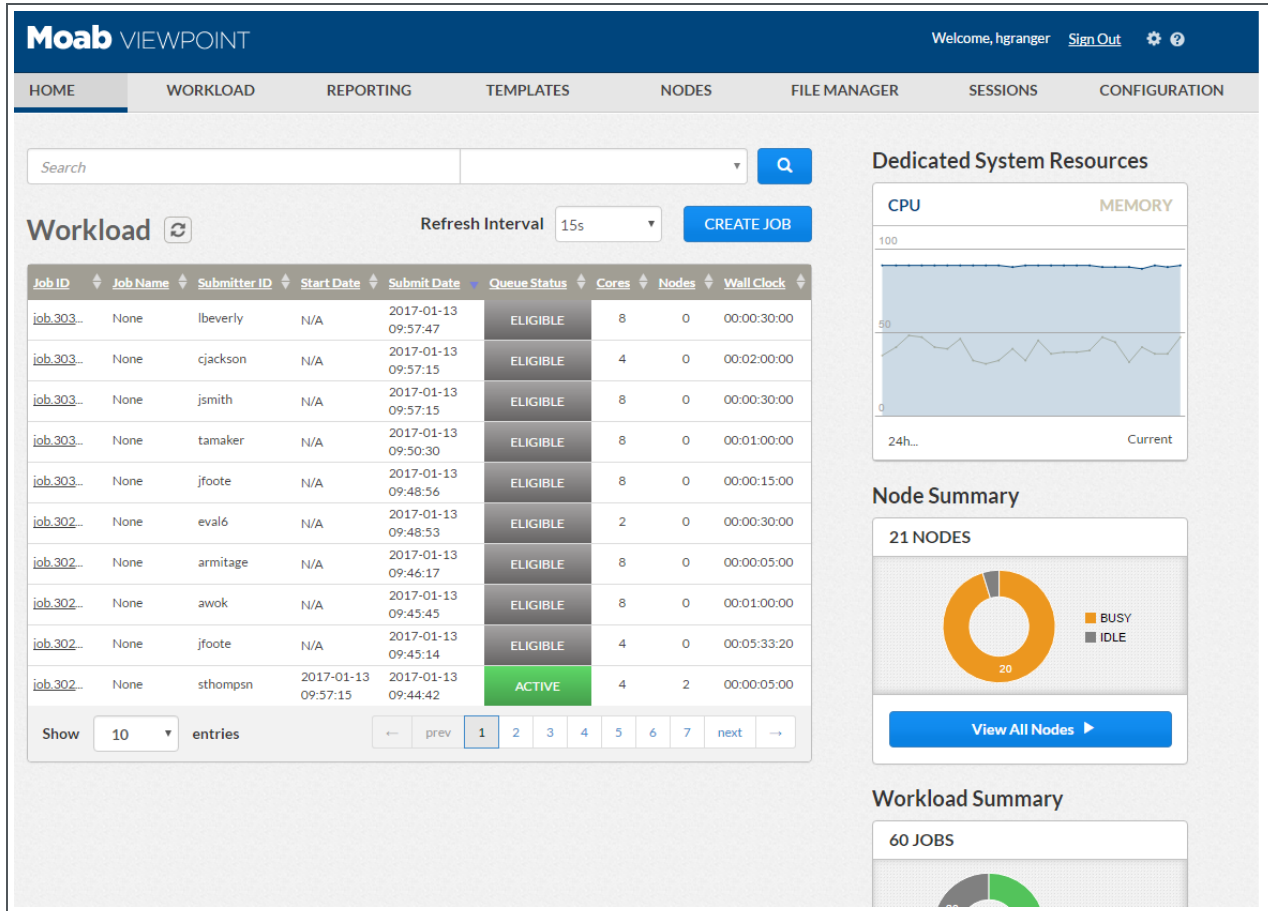 Moab VIEWPOINT
Welcome, hgranger Sign Out
HOME WORKLOAD REPORTING TEMPLATES NODES FILE MANAGER SESSIONS CONFIGURATION
Search
Workload
Refresh Interval 15s CREATE JOB
Job ID Job Name Submitter ID Start Date Submit Date Queue Status Cores Nodes Wall Clock
job.303... None lbeverly N/A 2017-01-13 09:57:47 ELIGIBLE 8 0 00:00:30:00
job.303... None cjackson N/A 2017-01-13 09:57:15 ELIGIBLE 4 0 00:02:00:00
job.303... None jsmith N/A 2017-01-13 09:57:15 ELIGIBLE 8 0 00:00:30:00
job.303... None tamaker N/A 2017-01-13 09:50:30 ELIGIBLE 8 0 00:01:00:00
job.303... None jfoote N/A 2017-01-13 09:48:56 ELIGIBLE 8 0 00:00:15:00
job.302... None eval6 N/A 2017-01-13 09:48:53 ELIGIBLE 2 0 00:00:30:00
job.302... None armitage N/A 2017-01-13 09:46:17 ELIGIBLE 8 0 00:00:05:00
job.302... None awok N/A 2017-01-13 09:45:45 ELIGIBLE 8 0 00:01:00:00
job.302... None jfoote N/A 2017-01-13 09:45:14 ELIGIBLE 4 0 00:05:33:20
job.302... None sthompsn 2017-01-13 09:57:15 2017-01-13 09:44:42 ACTIVE 4 2 00:00:05:00
Show 10 entries
← prev 1 2 3 4 5 6 7 next →
Dedicated System Resources
CPU MEMORY
100
50
0
24h... Current
Node Summary
21 NODES
BUSY
IDLE
20
View All Nodes
Workload Summary
60 JOBS